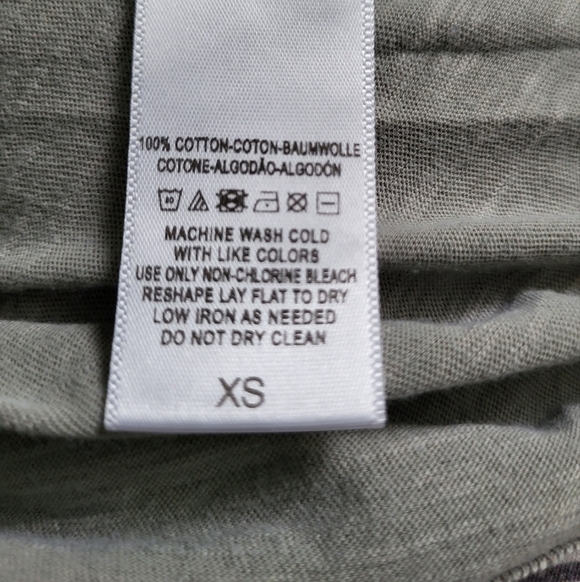 100% COTTON-COTON-BAUMWOLLE
COTONE-ALGODÃO-ALGODÓN
MACHINE WASH COLD
WITH LIKE COLORS
USE ONLY NON-CHLORINE BLEACH
RESHAPE LAY FLAT TO DRY
LOW IRON AS NEEDED
DO NOT DRY CLEAN
XS